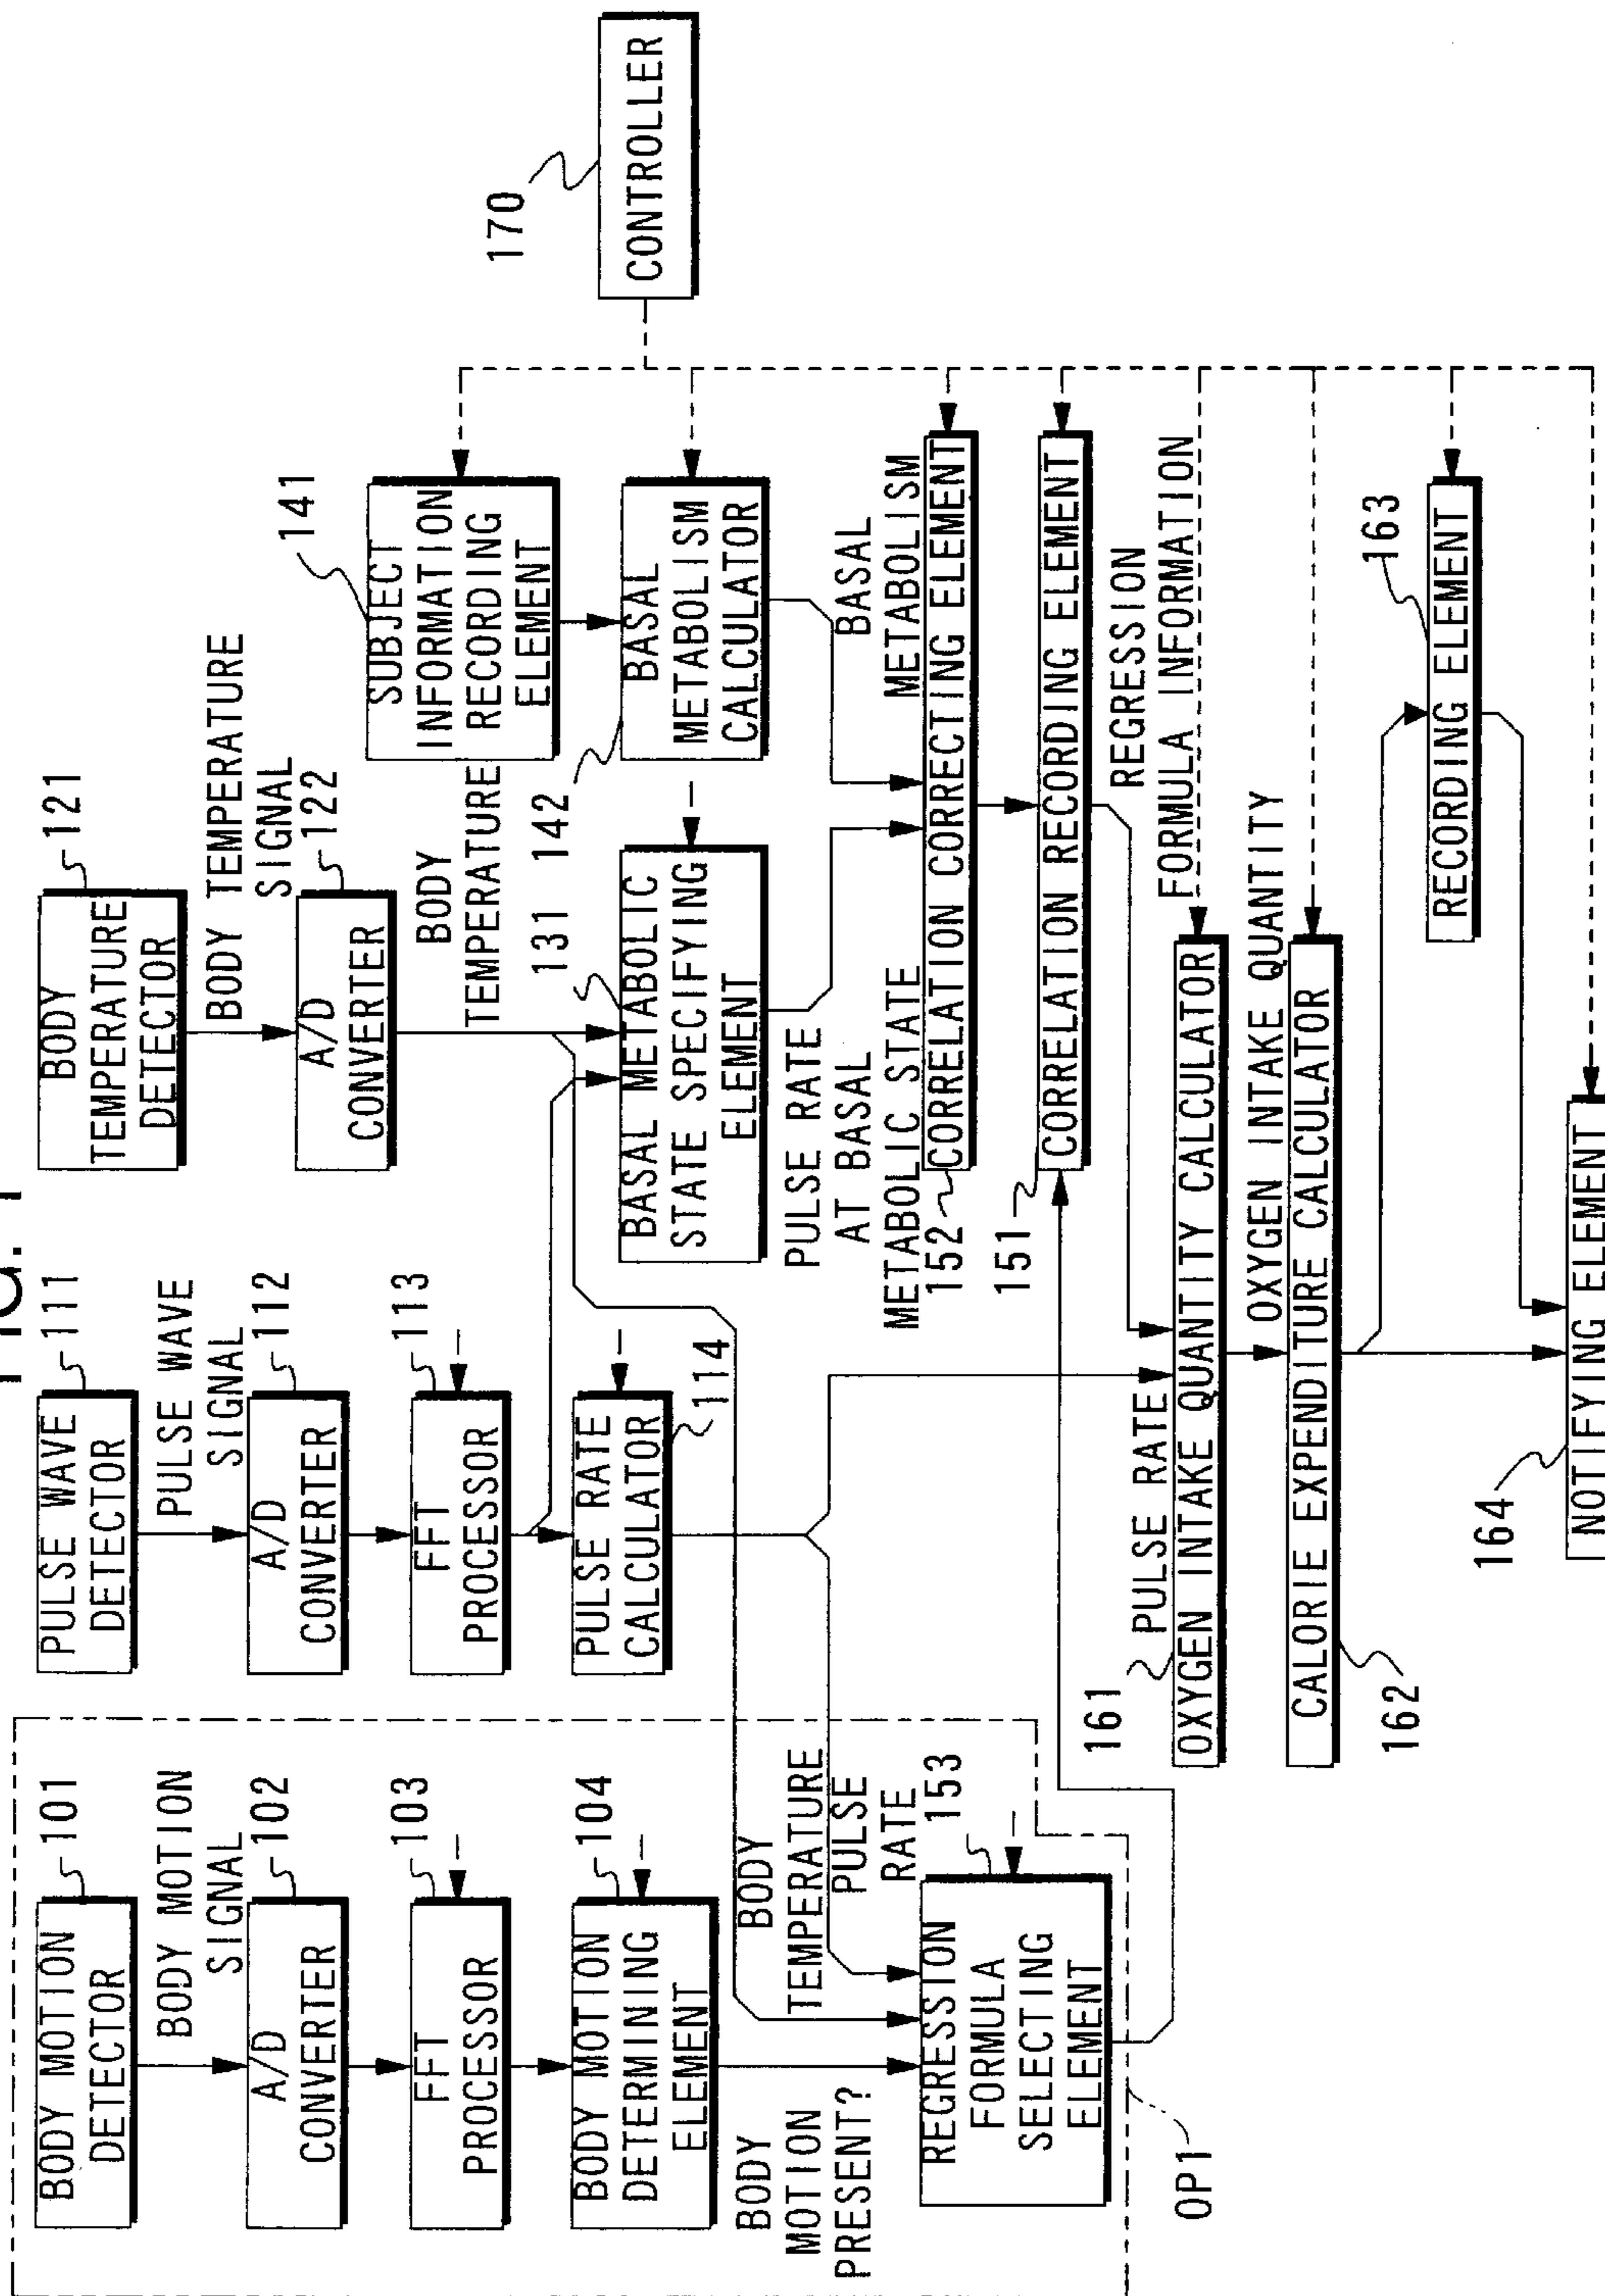 FIG. 1
BODY MOTION
DETECTOR
101
BODY MOTION
SIGNAL
A/D
CONVERTER
102
FFT
PROCESSOR
103
BODY MOTION
DETERMINING
ELEMENT
104
BODY
MOTION
PRESENT?
PULSE WAVE
DETECTOR
111
PULSE WAVE
SIGNAL
A/D
CONVERTER
112
FFT
PROCESSOR
113
PULSE RATE
CALCULATOR
114
BODY
TEMPERATURE
DETECTOR
121
BODY TEMPERATURE
SIGNAL
A/D
CONVERTER
122
BODY
TEMPERATURE
131
BASAL METABOLIC
STATE SPECIFYING
ELEMENT
SUBJECT
INFORMATION
RECORDING
ELEMENT
141
142
BASAL
METABOLISM
CALCULATOR
CONTROLLER
170
BODY
TEMPERATURE
PULSE
RATE
REGRESSION
FORMULA
SELECTING
ELEMENT
153
OP1
PULSE RATE
AT BASAL
METABOLIC STATE
BASAL
METABOLISM
152
CORRELATION CORRECTING ELEMENT
151
CORRELATION RECORDING ELEMENT
REGRESSION
FORMULA INFORMATION
PULSE RATE
161
OXYGEN INTAKE QUANTITY CALCULATOR
OXYGEN INTAKE QUANTITY
CALORIE EXPENDITURE CALCULATOR
162
RECORDING ELEMENT
163
164
NOTIFYING ELEMENT